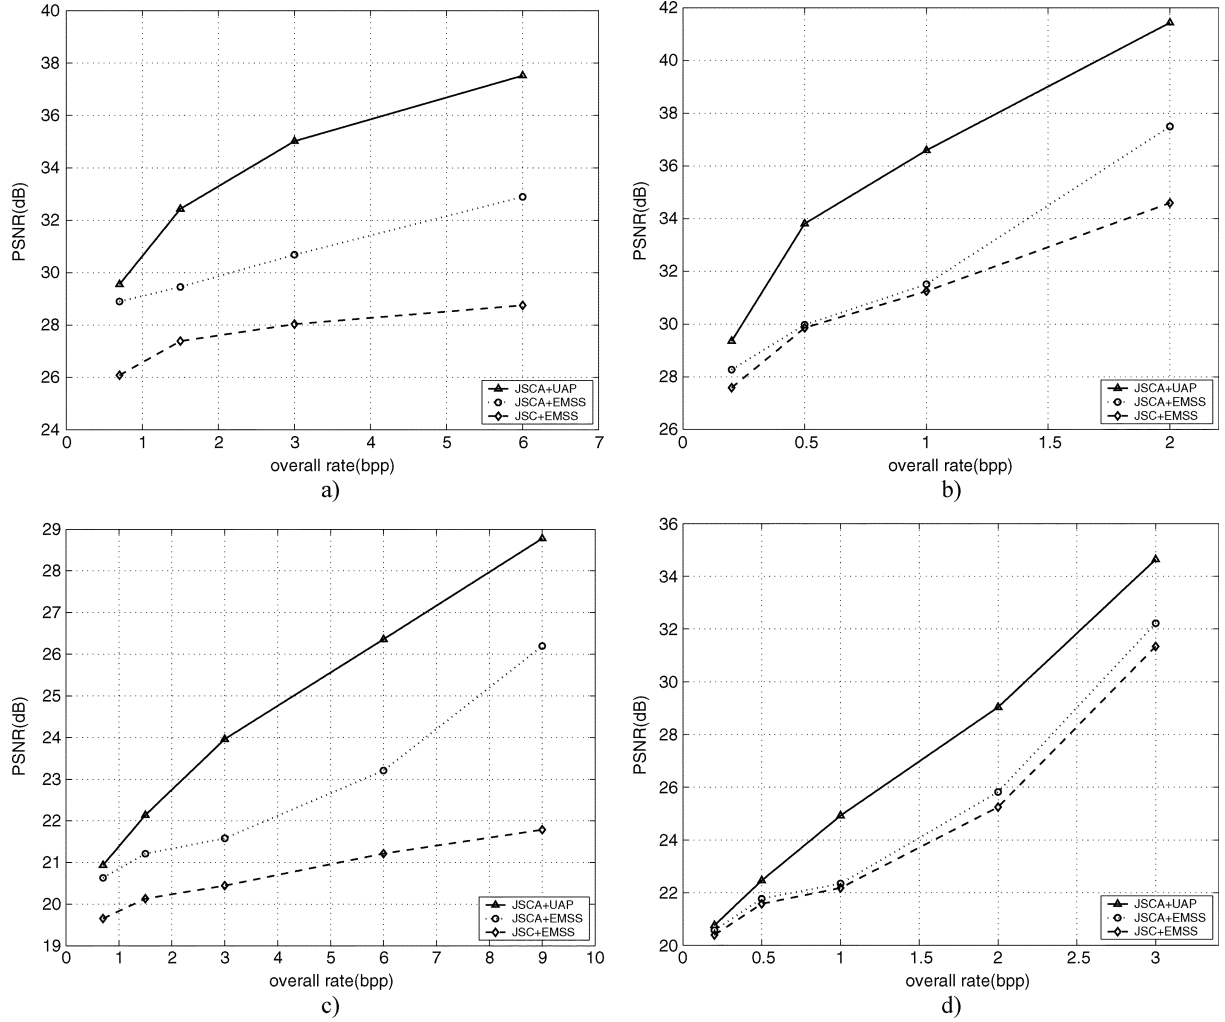 40
38
36
34
32
30
28
26
24
PSNR(dB)
JSCA+UAP
JSCA+EMSS
JSC+EMSS
0 1 2 3 4 5 6 7
overall rate(bpp)
a)
42
40
38
36
34
32
30
28
26
PSNR(dB)
JSCA+UAP
JSCA+EMSS
JSC+EMSS
0 0.5 1 1.5 2
overall rate(bpp)
b)
29
28
27
26
25
24
23
22
21
20
19
PSNR(dB)
JSCA+UAP
JSCA+EMSS
JSC+EMSS
0 1 2 3 4 5 6 7 8 9 10
overall rate(bpp)
c)
36
34
32
30
28
26
24
22
20
PSNR(dB)
JSCA+UAP
JSCA+EMSS
JSC+EMSS
0 0.5 1 1.5 2 2.5 3
overall rate(bpp)
d)